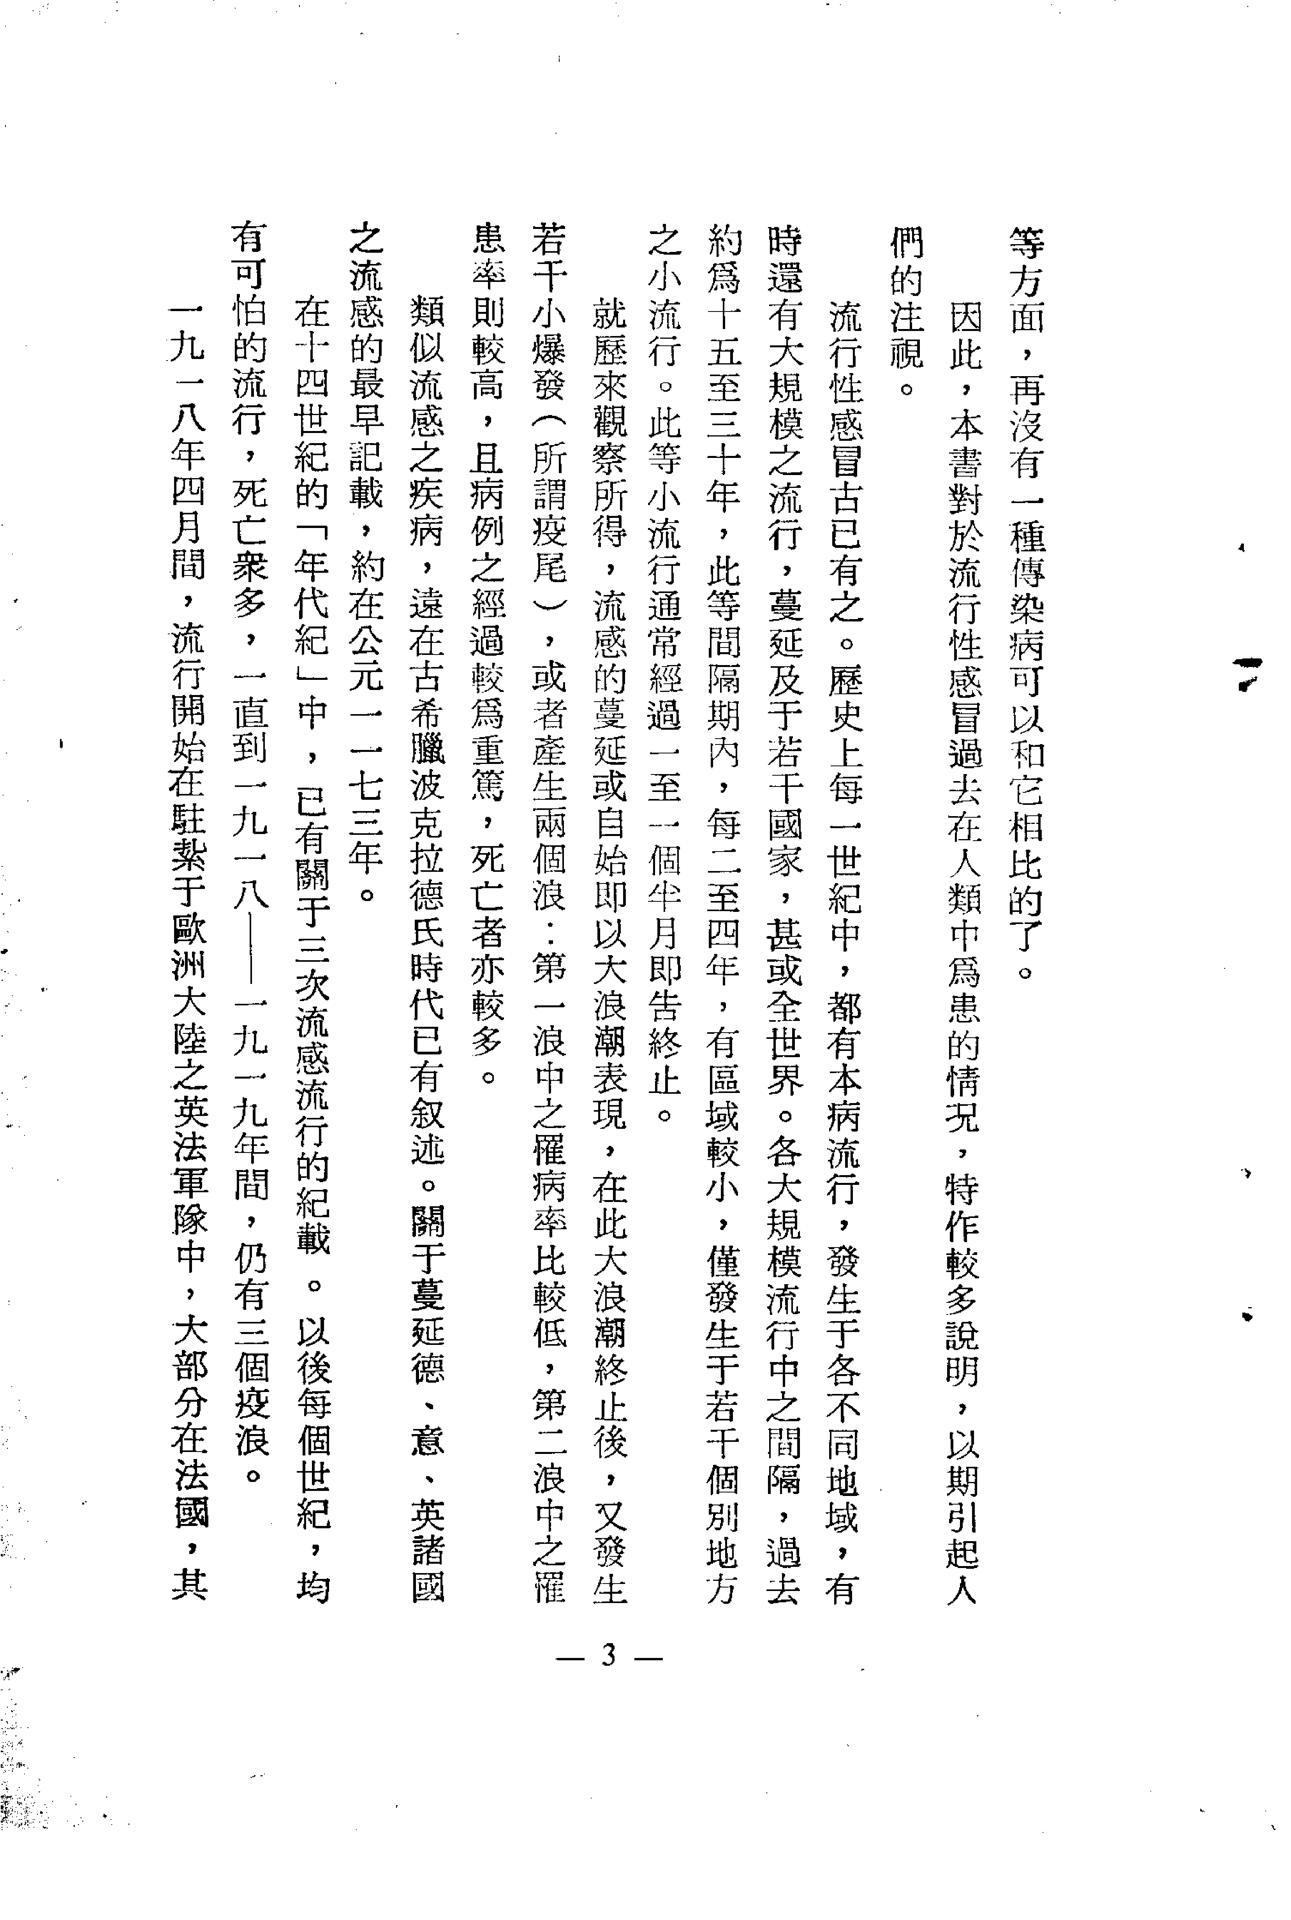 等方面，再沒有一種傳染病可以和它相比的了。
因此，本書對於流行性感冒過去在人類中爲患的情況，特作較多說明，以期引起人
們的注視。
流行性感冒古已有之。歷史上每一世紀中，都有本病流行，發生于各不同地域，有
時還有大規模之流行，蔓延及于若干國家，甚或全世界。各大規模流行中之間隔，過去
約爲十五至三十年，此等間隔期內，每二至四年，有區域較小，僅發生于若干個別地方
之小流行。此等小流行通常經過一至一個半月即告終止。
就歷來觀察所得，流感的蔓延或自始即以大浪潮表現，在此大浪潮終止後，又發生
若干小爆發（所謂疫尾），或者產生兩個浪：第一浪中之罹病率比較低，第二浪中之罹
患率則較高，且病例之經過較爲重篤，死亡者亦較多。
類似流感之疾病，遠在古希臘波克拉德氏時代已有叙述。關于蔓延德、意、英諸國
之流感的最早記載，約在公元一一七三年。
在十四世紀的「年代紀」中，已有關于三次流感流行的紀載。以後每個世紀，均
有可怕的流行，死亡衆多，一直到一九一八——一九一九年間，仍有三個疫浪。
一九一八年四月間，流行開始在駐紮于歐洲大陸之英法軍隊中，大部分在法國，其
— 3 —